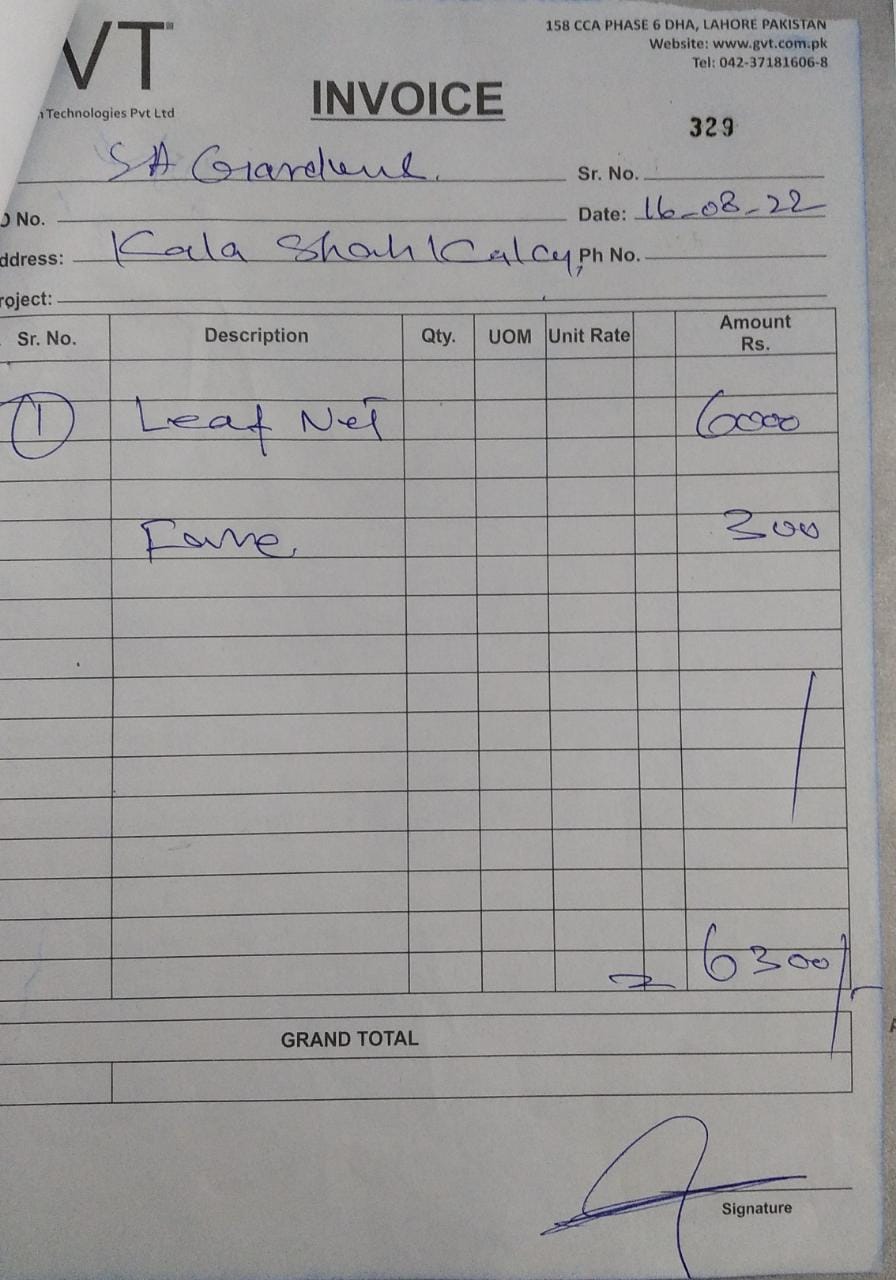 VT
Technologies Pvt Ltd
158 CCA PHASE 6 DHA, LAHORE PAKISTAN
Website: www.gvt.com.pk
Tel: 042-37181606-8
INVOICE
329
SA Gardens. Sr. No.
No. Date: 16-08-22
ddress: Kala Shah Kalcy, Ph No.
roject:
Sr. No. Description Qty. UOM Unit Rate Amount Rs.
1 Leaf Net 6000
Fare, 300
6300/-
GRAND TOTAL
Signature